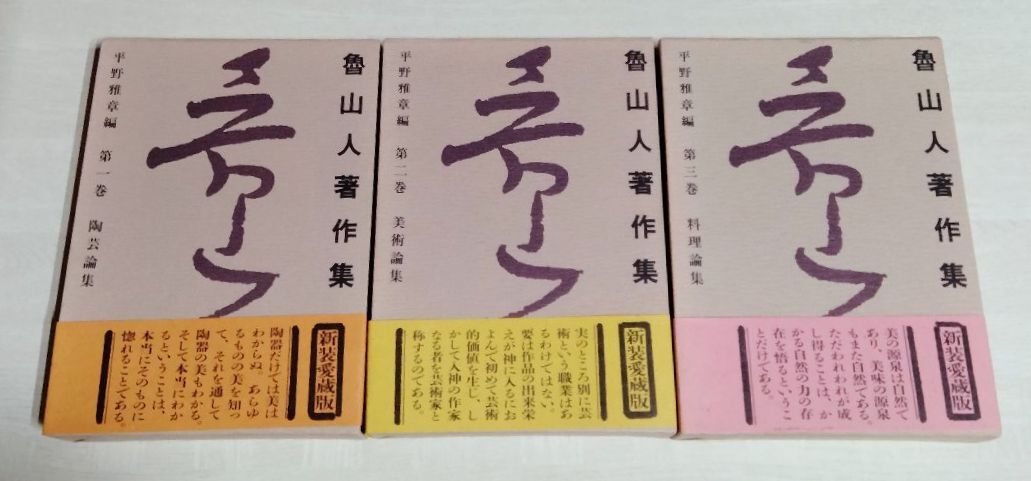 魯山人著作集
平野雅章編 第一巻 陶芸論集
新装愛蔵版
陶器だけでは美は
わからぬ、あらゆ
るものの美を知っ
て、それを通して
陶器の美もわかる。
そして本当にわか
るということは、
本当にそのものに
惚れることである。
魯山人著作集
平野雅章編 第二巻 美術論集
新装愛蔵版
実のところ別に芸
術という職業はあ
るわけではない。
要は作品の出来栄
えが神に入るにお
よんで初めて芸術
的価値を生じ、し
かして入神の作家
なる者を芸術家と
称するのである。
魯山人著作集
平野雅章編 第三巻 料理論集
新装愛蔵版
美の源泉は自然で
あり、美味の源泉
もまた自然である。
ただわれわれが成
し得ることは、か
かる自然の力の存
在を悟るというこ
とだけである。